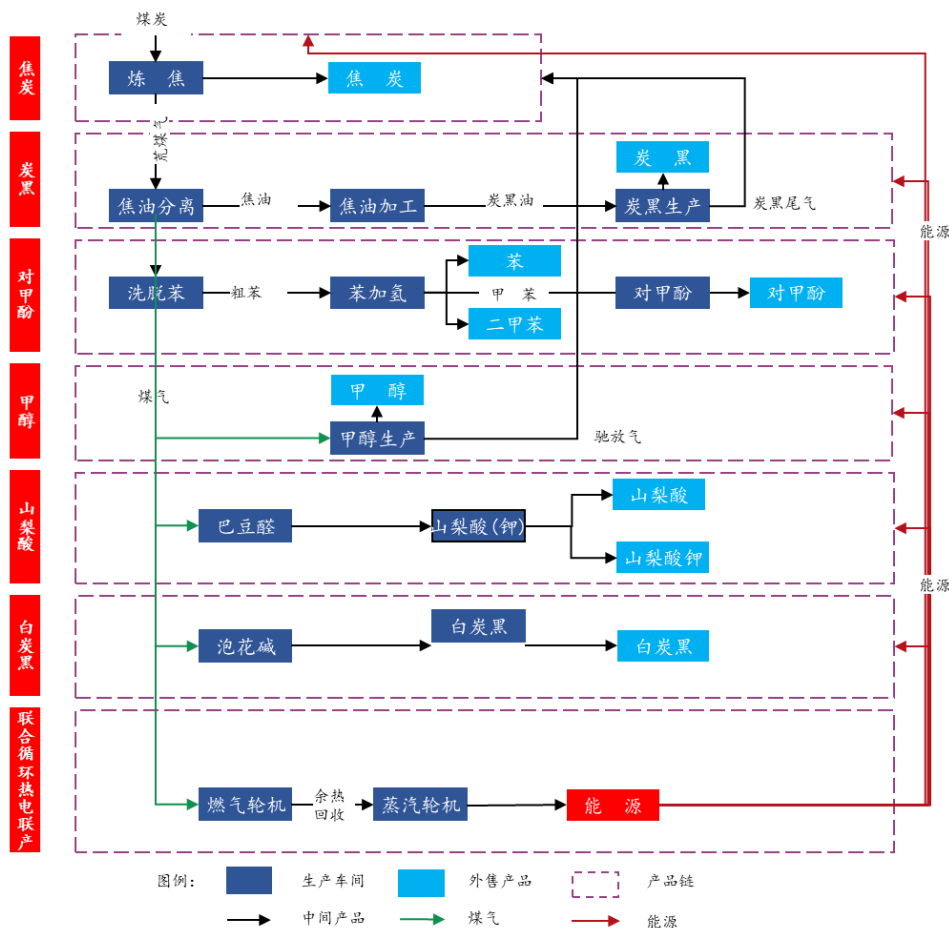 煤炭
焦炭
炼焦
焦炭
荒煤气
炭黑
炭黑
焦油分离
焦油
焦油加工
炭黑油
炭黑生产
炭黑尾气
能源
对甲酚
苯
洗脱苯
粗苯
苯加氢
甲苯
对甲酚
对甲酚
二甲苯
甲醇
煤气
甲醇
甲醇生产
驰放气
山梨酸
山梨酸
巴豆醛
山梨酸(钾)
山梨酸钾
能源
白炭黑
白炭黑
泡花碱
白炭黑
联合循环热电联产
燃气轮机
余热
回收
蒸汽轮机
能源
图例：
生产车间
外售产品
产品链
中间产品
煤气
能源